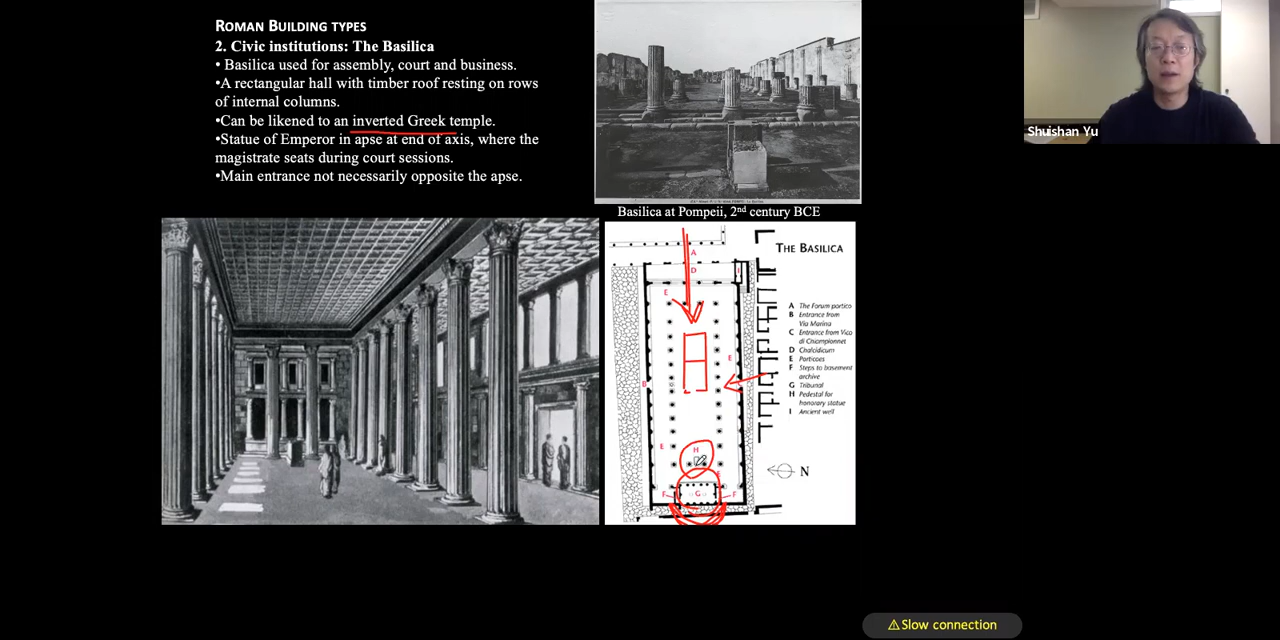 ROMAN BUILDING TYPES
2. Civic institutions: The Basilica
• Basilica used for assembly, court and business.
•A rectangular hall with timber roof resting on rows
of internal columns.
•Can be likened to an inverted Greek temple.
•Statue of Emperor in apse at end of axis, where the
magistrate seats during court sessions.
•Main entrance not necessarily opposite the apse.
Basilica at Pompeii, 2nd century BCE
THE BASILICA
A The Forum portico
B Entrance from
Via Marina
C Entrance from Vico
di Championnet
D Chalcidicum
E Porticoes
F Steps to basement
archive
G Tribunal
H Pedestal for
honorary statue
I Ancient well
N
A
D
I
E
E
B
E
H
F
G
F
Shuishan Yu
⚠Slow connection